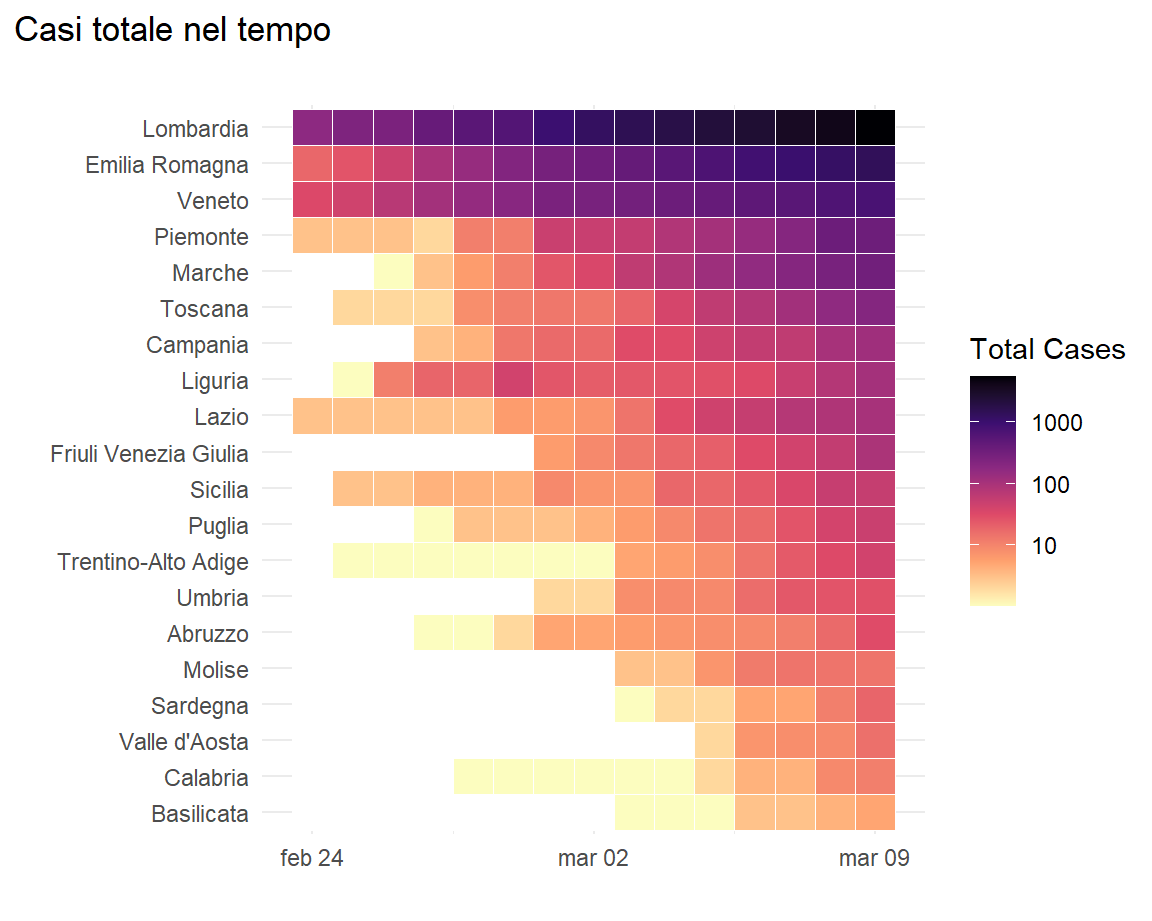 Casi totale nel tempo
Lombardia
Emilia Romagna
Veneto
Piemonte
Marche
Toscana
Campania
Liguria
Lazio
Friuli Venezia Giulia
Sicilia
Puglia
Trentino-Alto Adige
Umbria
Abruzzo
Molise
Sardegna
Valle d'Aosta
Calabria
Basilicata
feb 24
mar 02
mar 09
Total Cases
1000
100
10